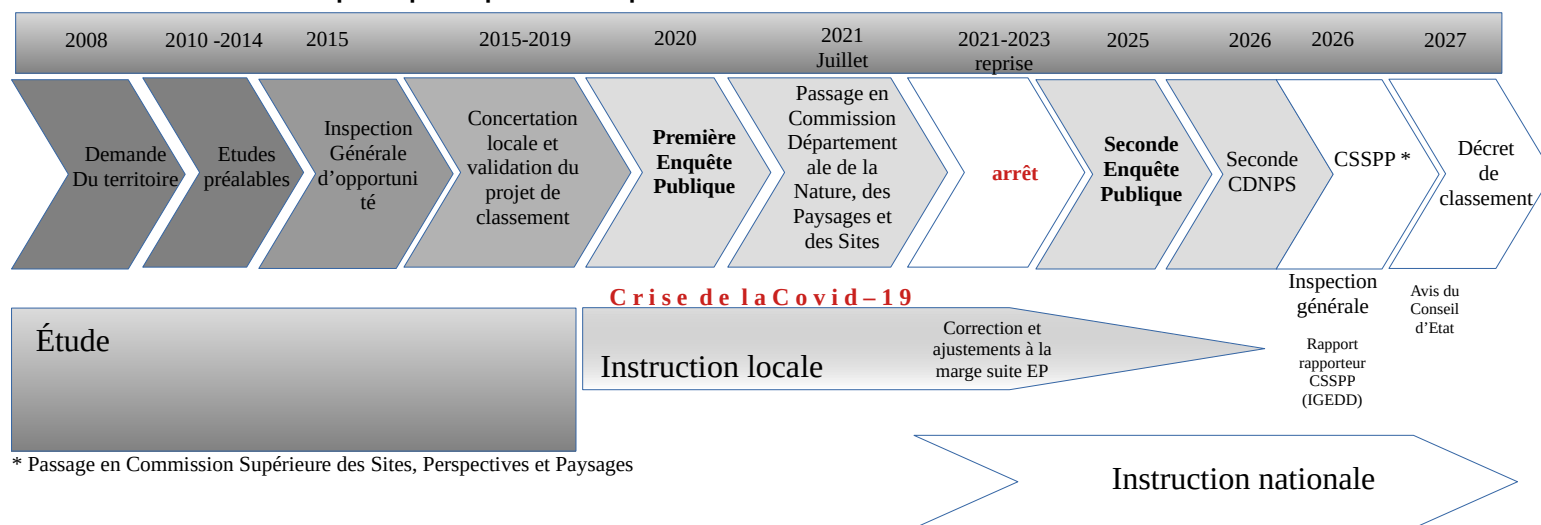 2008
2010 -2014
2015
2015-2019
2020
2021
Juillet
2021-2023
reprise
2025
2026
2026
2027
Demande
Du territoire
Etudes
préalables
Inspection
Générale
d’opportuni
té
Concertation
locale et
validation du
projet de
classement
Première
Enquête
Publique
Passage en
Commission
Département
ale de la
Nature, des
Paysages et
des Sites
arrêt
Seconde
Enquête
Publique
Seconde
CDNPS
CSSPP *
Décret
de
classement
Crise de la Covid – 19
Inspection
générale
Rapport
rapporteur
CSSPP
(IGEDD)
Avis du
Conseil
d’Etat
Étude
Instruction locale
Correction et
ajustements à la
marge suite EP
* Passage en Commission Supérieure des Sites, Perspectives et Paysages
Instruction nationale